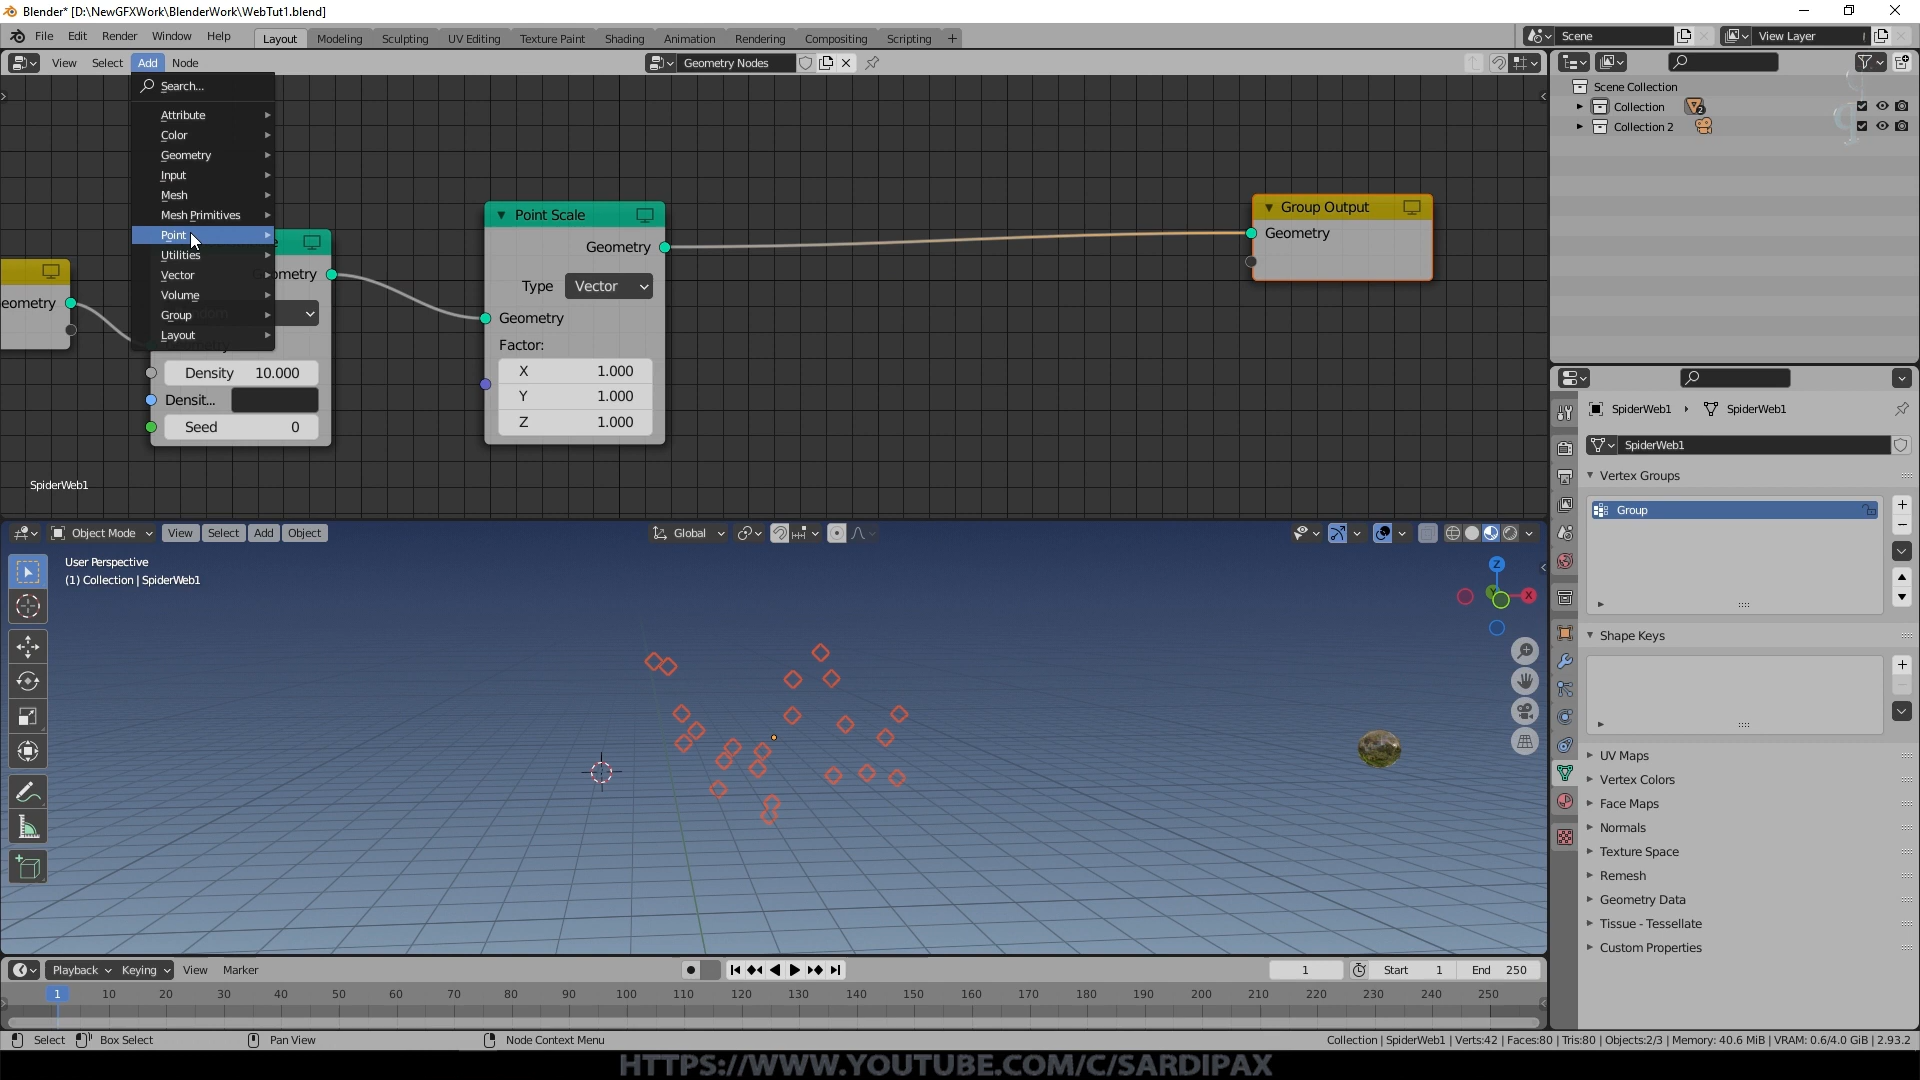 Blender* [D:\NewGFXWork\BlenderWork\WebTut1.blend]
File Edit Render Window Help Layout Modeling Sculpting UV Editing Texture Paint Shading Animation Rendering Compositing Scripting + Scene View Layer
View Select Add Node Geometry Nodes
Search...
Attribute
Color
Geometry
Input
Mesh
Mesh Primitives
Point
Utilities
Vector
Volume
Group
Layout
eometry
ometry
Density 10.000
Densit...
Seed 0
Point Scale
Geometry
Type Vector
Geometry
Factor:
X 1.000
Y 1.000
Z 1.000
Group Output
Geometry
SpiderWeb1
Scene Collection
Collection 2
Collection 2
SpiderWeb1 SpiderWeb1
SpiderWeb1
Vertex Groups
Group
Shape Keys
UV Maps
Vertex Colors
Face Maps
Normals
Texture Space
Remesh
Geometry Data
Tissue - Tessellate
Custom Properties
Object Mode View Select Add Object Global
User Perspective
(1) Collection | SpiderWeb1
Z
Y
X
Playback Keying View Marker 1 Start 1 End 250
1 10 20 30 40 50 60 70 80 90 100 110 120 130 140 150 160 170 180 190 200 210 220 230 240 250
Select Box Select Pan View Node Context Menu Collection | SpiderWeb1 | Verts:42 | Faces:80 | Tris:80 | Objects:2/3 | Memory: 40.6 MiB | VRAM: 0.6/4.0 GiB | 2.93.2
HTTPS://WWW.YOUTUBE.COM/C/SARDIPAX